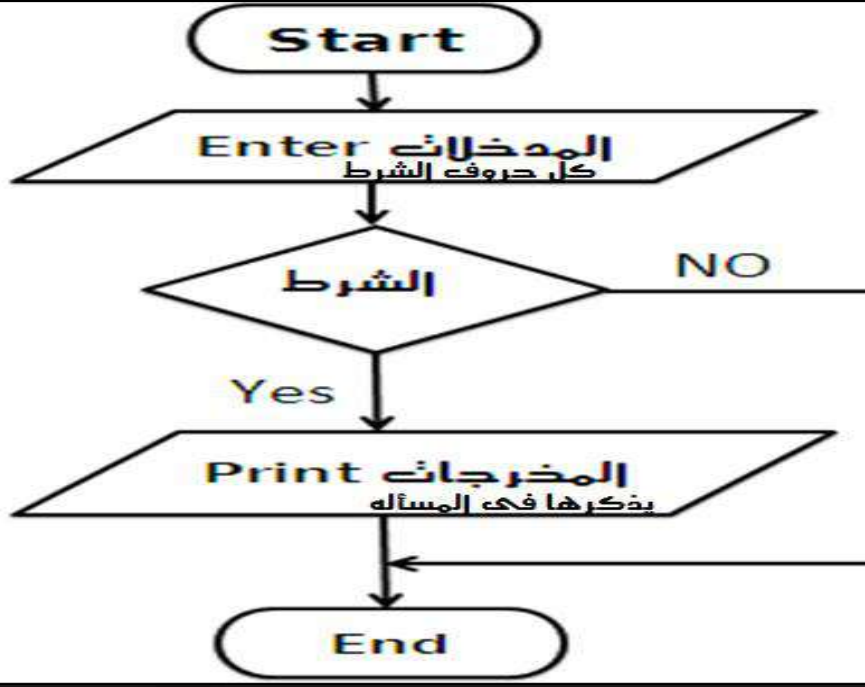 Start
Enter المدخلات
كل حروف الشرط
الشرط
NO
Yes
Print المخرجات
يذكرها فى المسأله
End